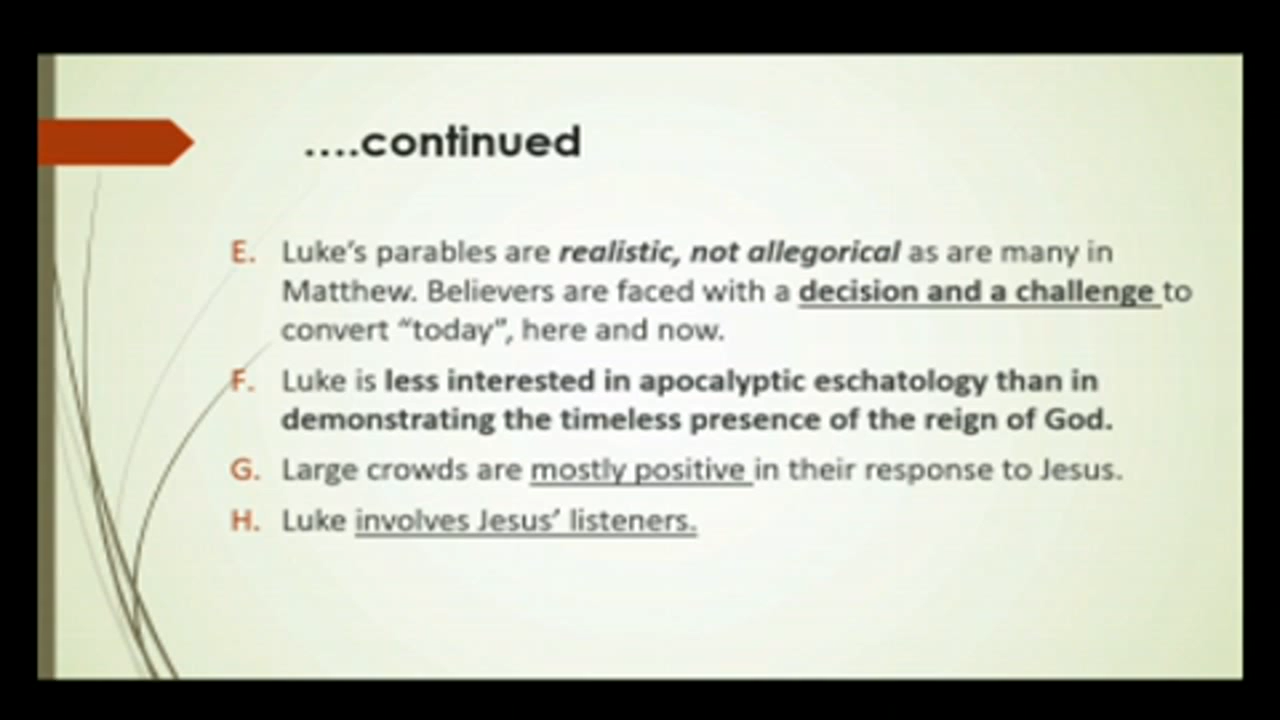 ....continued
E. Luke's parables are realistic, not allegorical as are many in
Matthew. Believers are faced with a decision and a challenge to
convert "today", here and now.
F. Luke is less interested in apocalyptic eschatology than in
demonstrating the timeless presence of the reign of God.
G. Large crowds are mostly positive in their response to Jesus.
H. Luke involves Jesus' listeners.